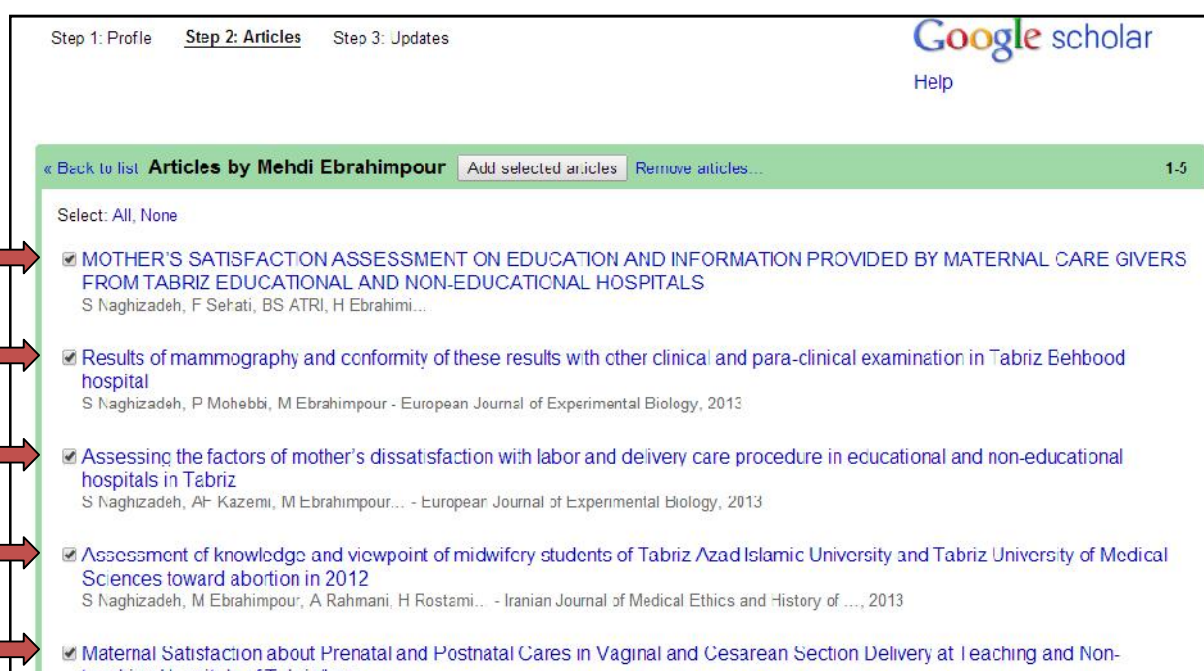 Step 1: Profile Step 2: Articles Step 3: Updates
Google scholar
Help
« Back to list Articles by Mehdi Ebrahimpour Add selected articles Remove articles... 1-5
Select: All, None
MOTHER'S SATISFACTION ASSESSMENT ON EDUCATION AND INFORMATION PROVIDED BY MATERNAL CARE GIVERS
FROM TABRIZ EDUCATIONAL AND NON-EDUCATIONAL HOSPITALS
S Naghizadeh, F Sehati, BS ATRI, H Ebrahimi...
Results of mammography and conformity of these results with other clinical and para-clinical examination in Tabriz Behbood
hospital
S Naghizadeh, P Mohebbi, M Ebrahimpour - European Journal of Experimental Biology, 2013
Assessing the factors of mother's dissatisfaction with labor and delivery care procedure in educational and non-educational
hospitals in Tabriz
S Naghizadeh, AF Kazemi, M Ebrahimpour... - European Journal of Experimental Biology, 2013
Assessment of knowledge and viewpoint of midwifery students of Tabriz Azad Islamic University and Tabriz University of Medical
Sciences toward abortion in 2012
S Naghizadeh, M Ebrahimpour, A Rahmani, H Rostami... - Iranian Journal of Medical Ethics and History of ..., 2013
Maternal Satisfaction about Prenatal and Postnatal Cares in Vaginal and Cesarean Section Delivery at Teaching and Non-